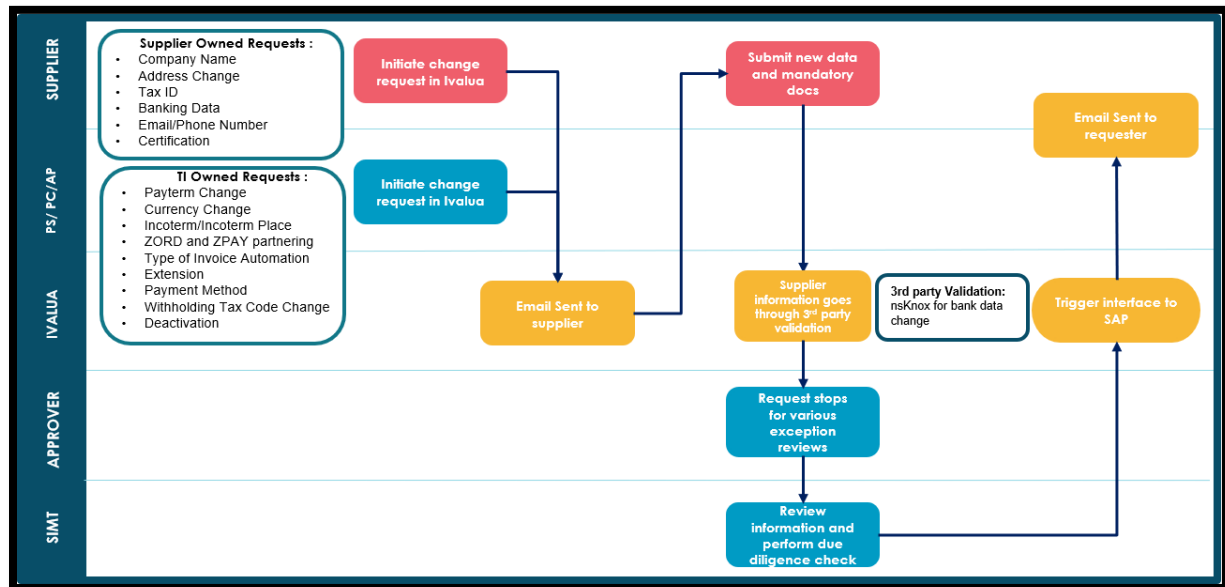 SUPPLIER
Supplier Owned Requests :
• Company Name
• Address Change
• Tax ID
• Banking Data
• Email/Phone Number
• Certification
Initiate change
request in Ivalua
Submit new data
and mandatory
docs
Email Sent to
requester
PS/ PC/AP
TI Owned Requests :
• Payterm Change
• Currency Change
• Incoterm/Incoterm Place
• ZORD and ZPAY partnering
• Type of Invoice Automation
• Extension
• Payment Method
• Withholding Tax Code Change
• Deactivation
Initiate change
request in Ivalua
IVALUA
Email Sent to
supplier
Supplier
information goes
through 3rd party
validation
3rd party Validation:
nsKnox for bank data
change
Trigger interface to
SAP
APPROVER
Request stops
for various
exception
reviews
SIMT
Review
information and
perform due
diligence check